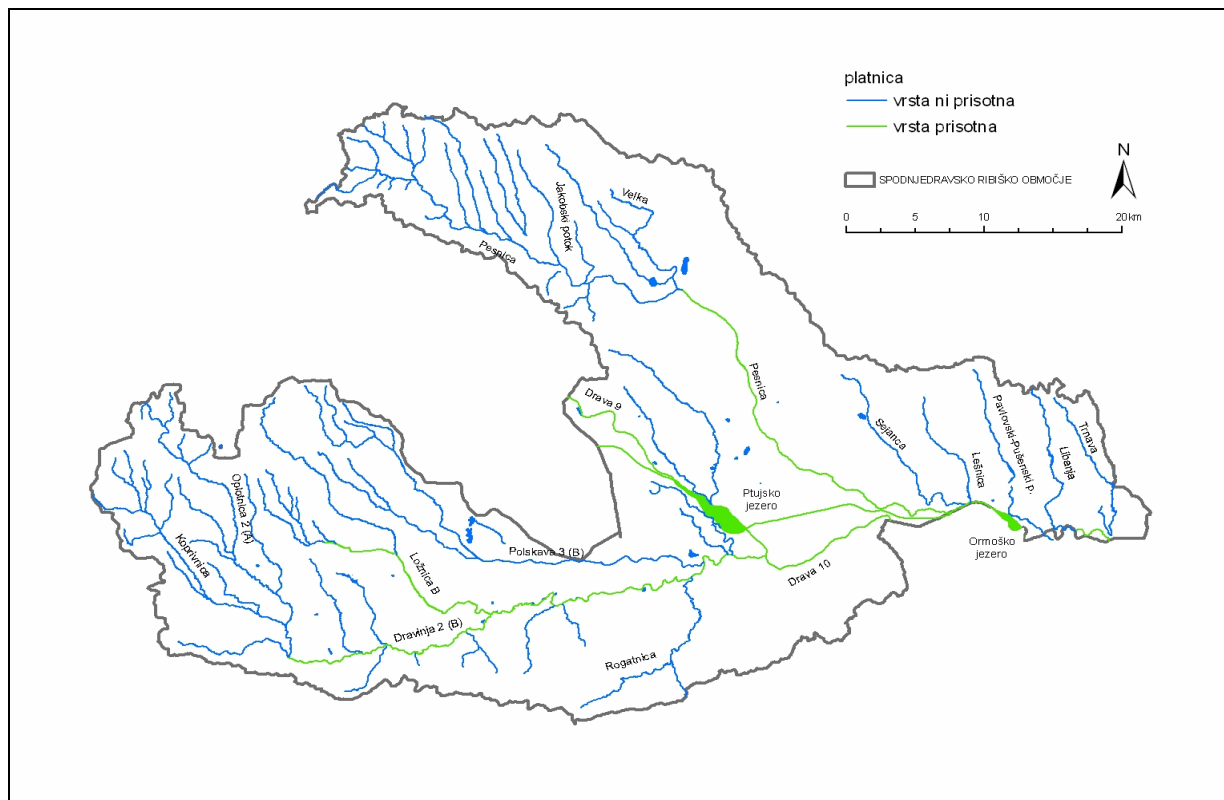 platnica
vrsta ni prisotna
vrsta prisotna
N
SPODNJEDRAVSKO RIBIŠKO OBMOČJE
0 5 10 20 km
Velka
Jakobski potok
Pesnica
Pesnica
Drava 9
Sejanca
Lešnica
Pavlovski-Pušenski p.
Libanja
Trnava
Oplotnica 2 (A)
Ptujsko
jezero
Ormoško
jezero
Koprivnica
Polskava 3 (B)
Ložnica B
Drava 10
Dravinja 2 (B)
Rogatnica